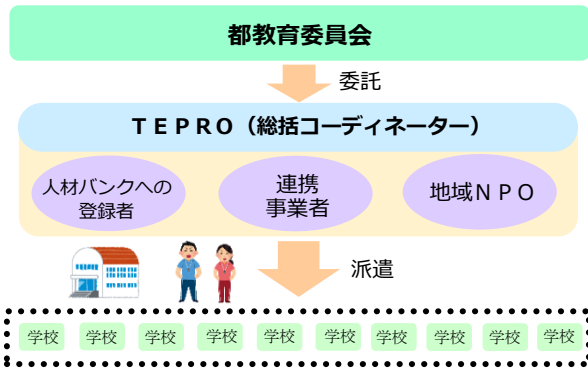 都教育委員会
委託
ＴＥＰＲＯ（総括コーディネーター）
人材バンクへの
登録者
連携
事業者
地域ＮＰＯ
派遣
学校 学校 学校 学校 学校 学校 学校 学校 学校 学校